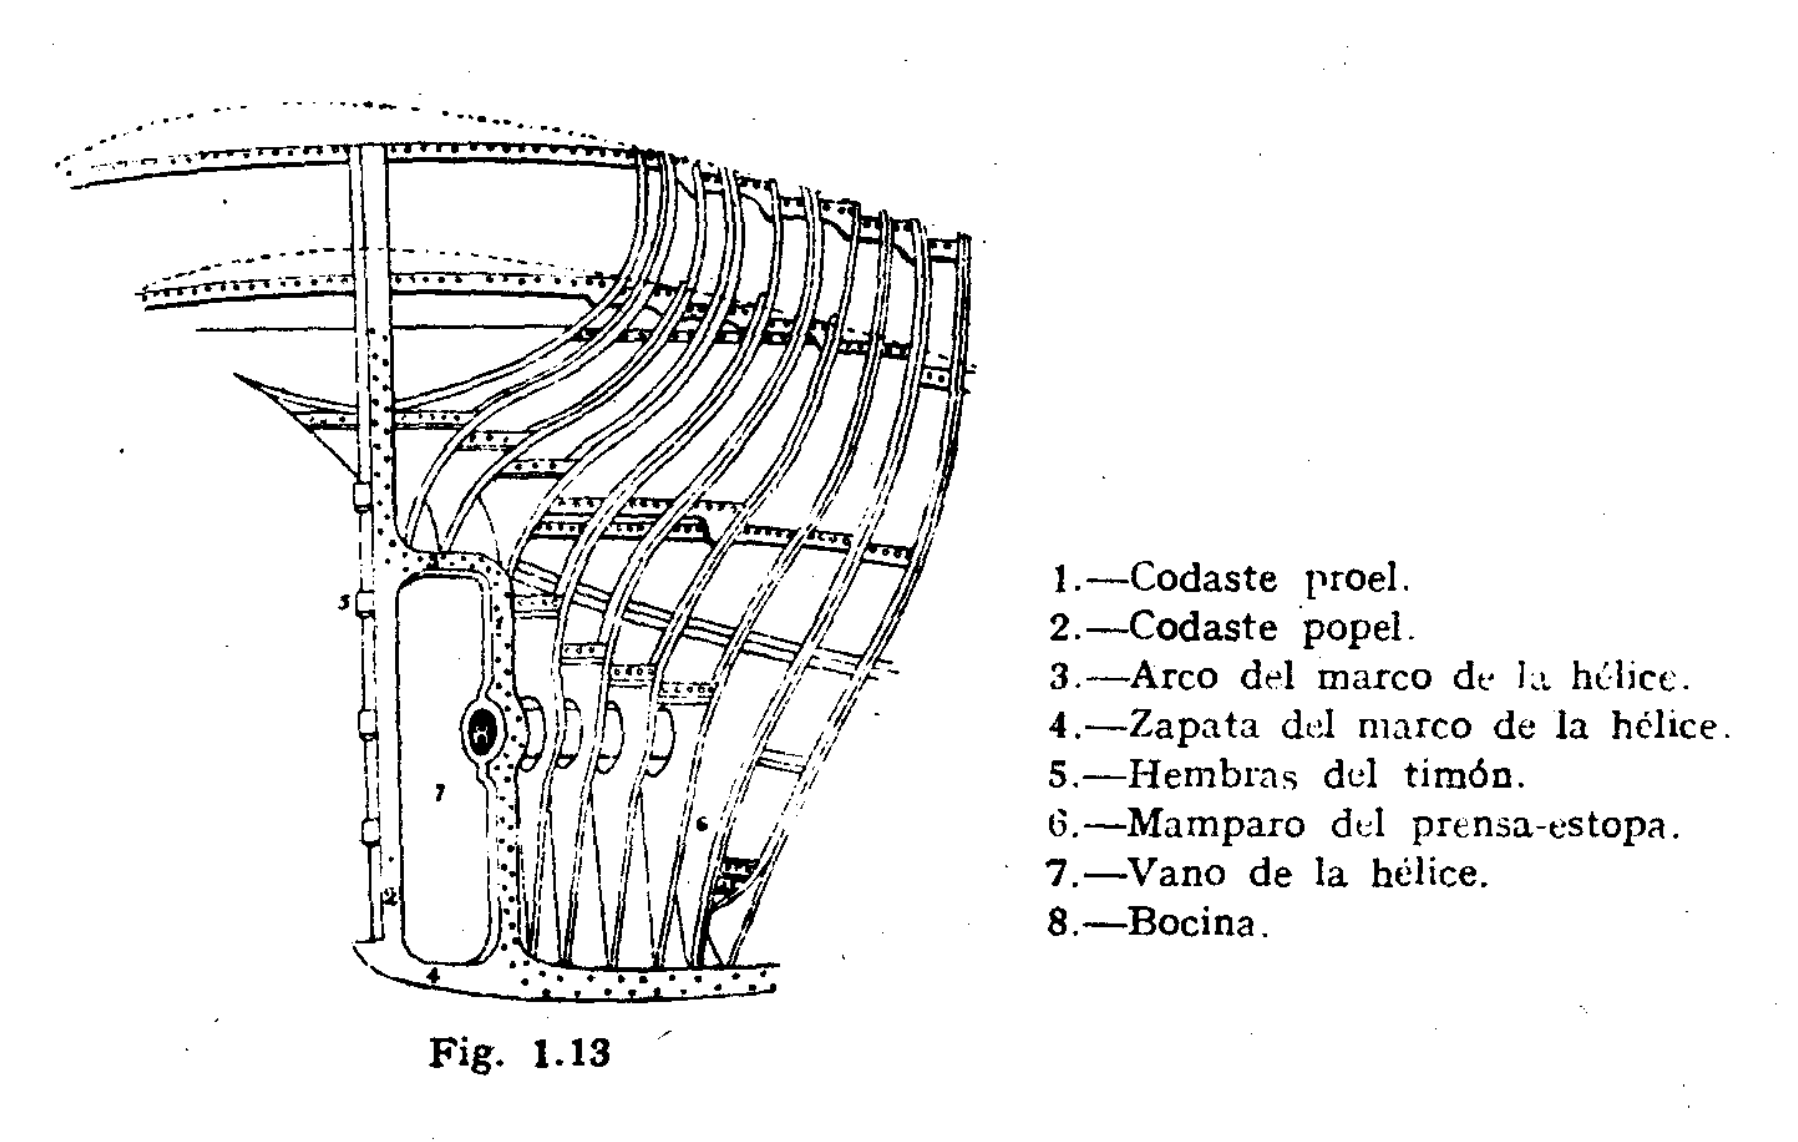 5
7
6
2
4
1.—Codaste proel.
2.—Codaste popel.
3.—Arco del marco de la hélice.
4.—Zapata del marco de la hélice.
5.—Hembras del timón.
6.—Mamparo del prensa-estopa.
7.—Vano de la hélice.
8.—Bocina.
Fig. 1.13